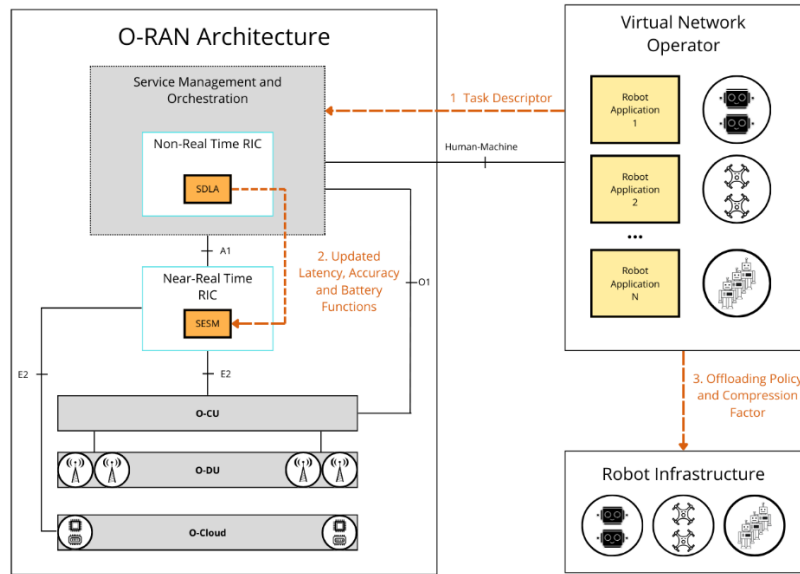 O-RAN Architecture
Service Management and
Orchestration
Non-Real Time RIC
SDLA
A1
2. Updated
Latency, Accuracy
and Battery
Functions
O1
Near-Real Time
RIC
SESM
E2
E2
O-CU
O-DU
O-Cloud
1 Task Descriptor
Human-Machine
Virtual Network
Operator
Robot
Application
1
Robot
Application
2
...
Robot
Application
N
3. Offloading Policy
and Compression
Factor
Robot Infrastructure